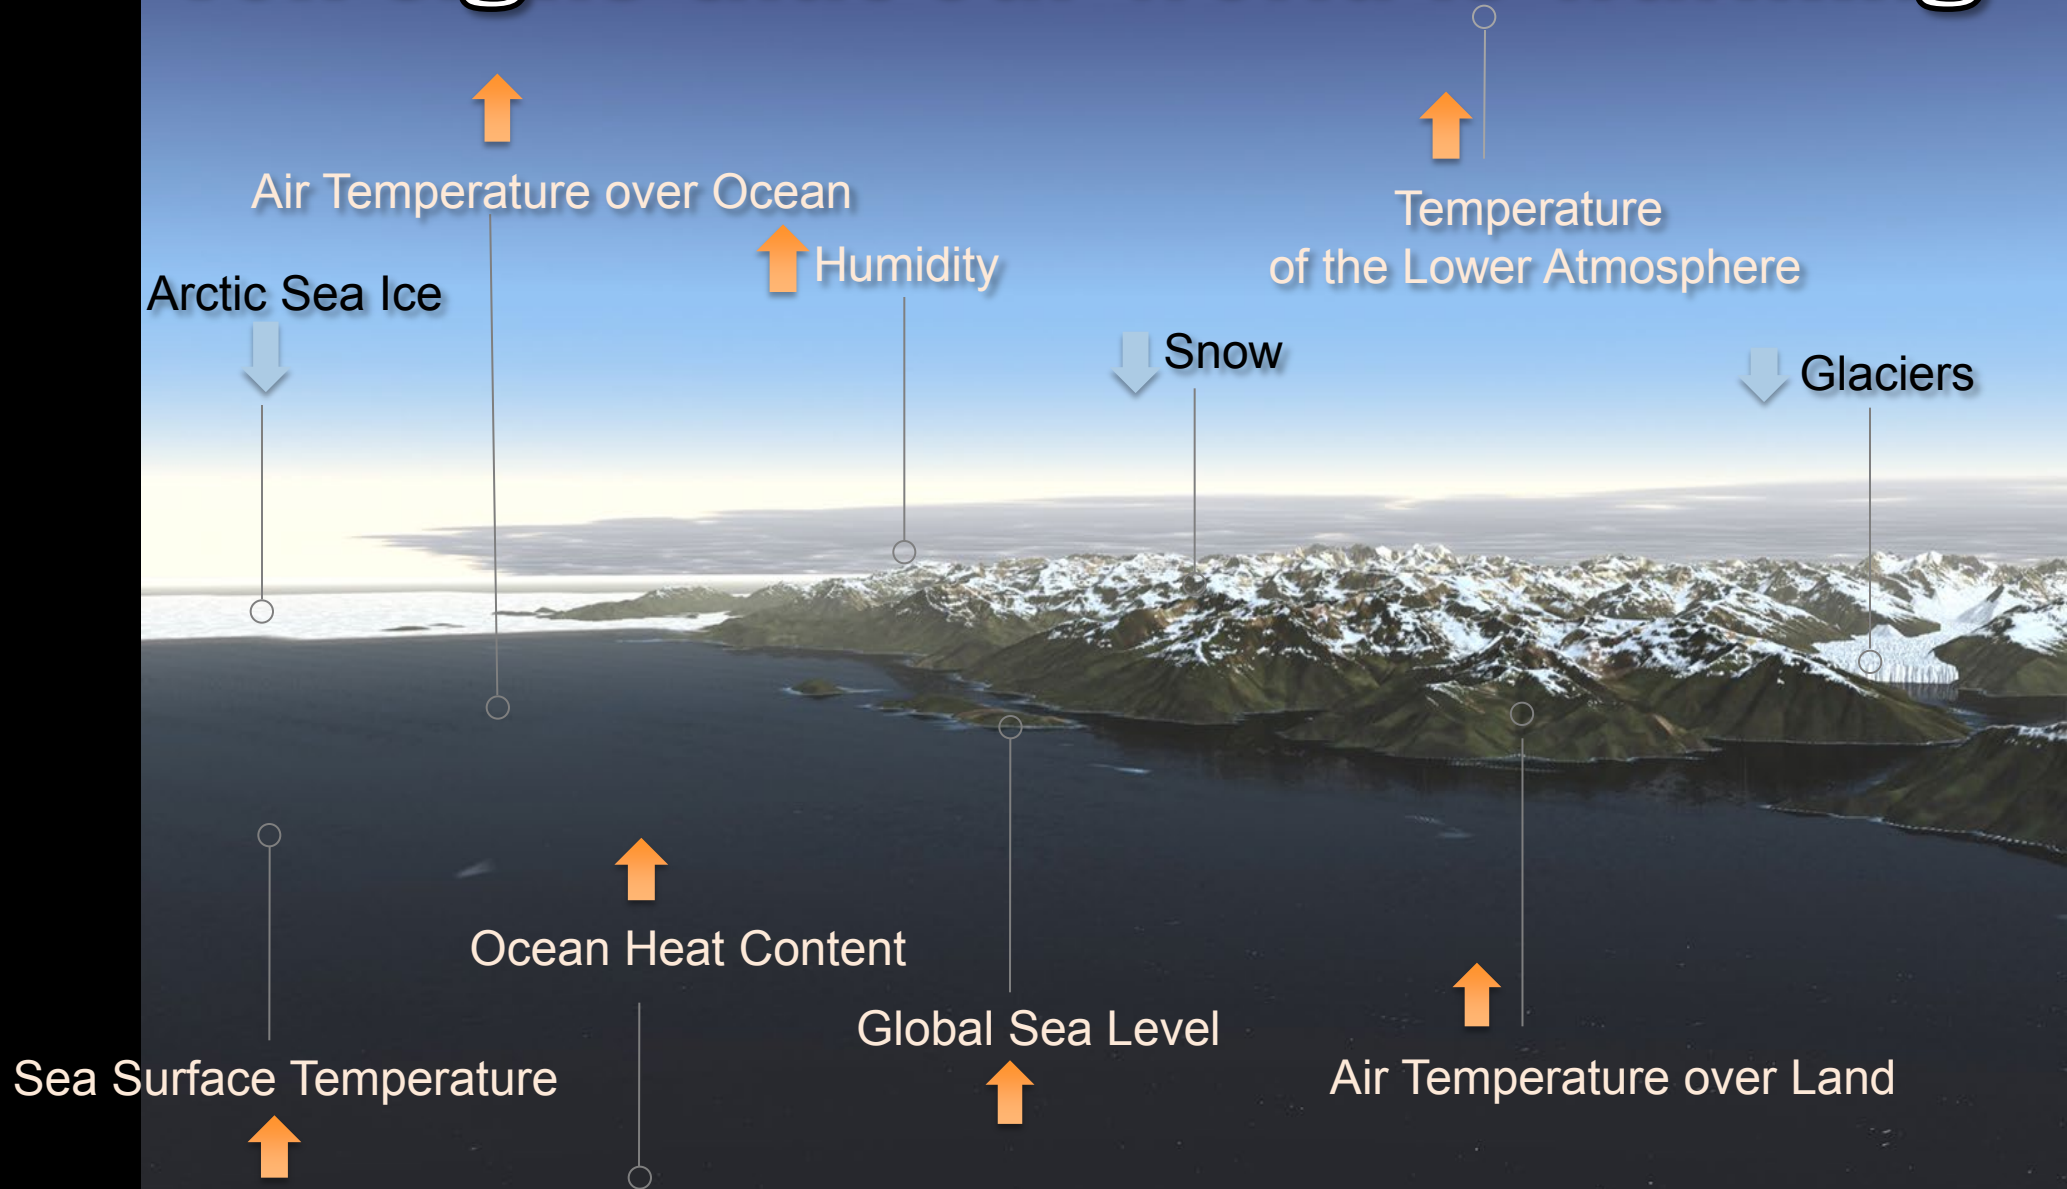 Air Temperature over Ocean
Humidity
Temperature
of the Lower Atmosphere
Arctic Sea Ice
Snow
Glaciers
Ocean Heat Content
Global Sea Level
Sea Surface Temperature
Air Temperature over Land